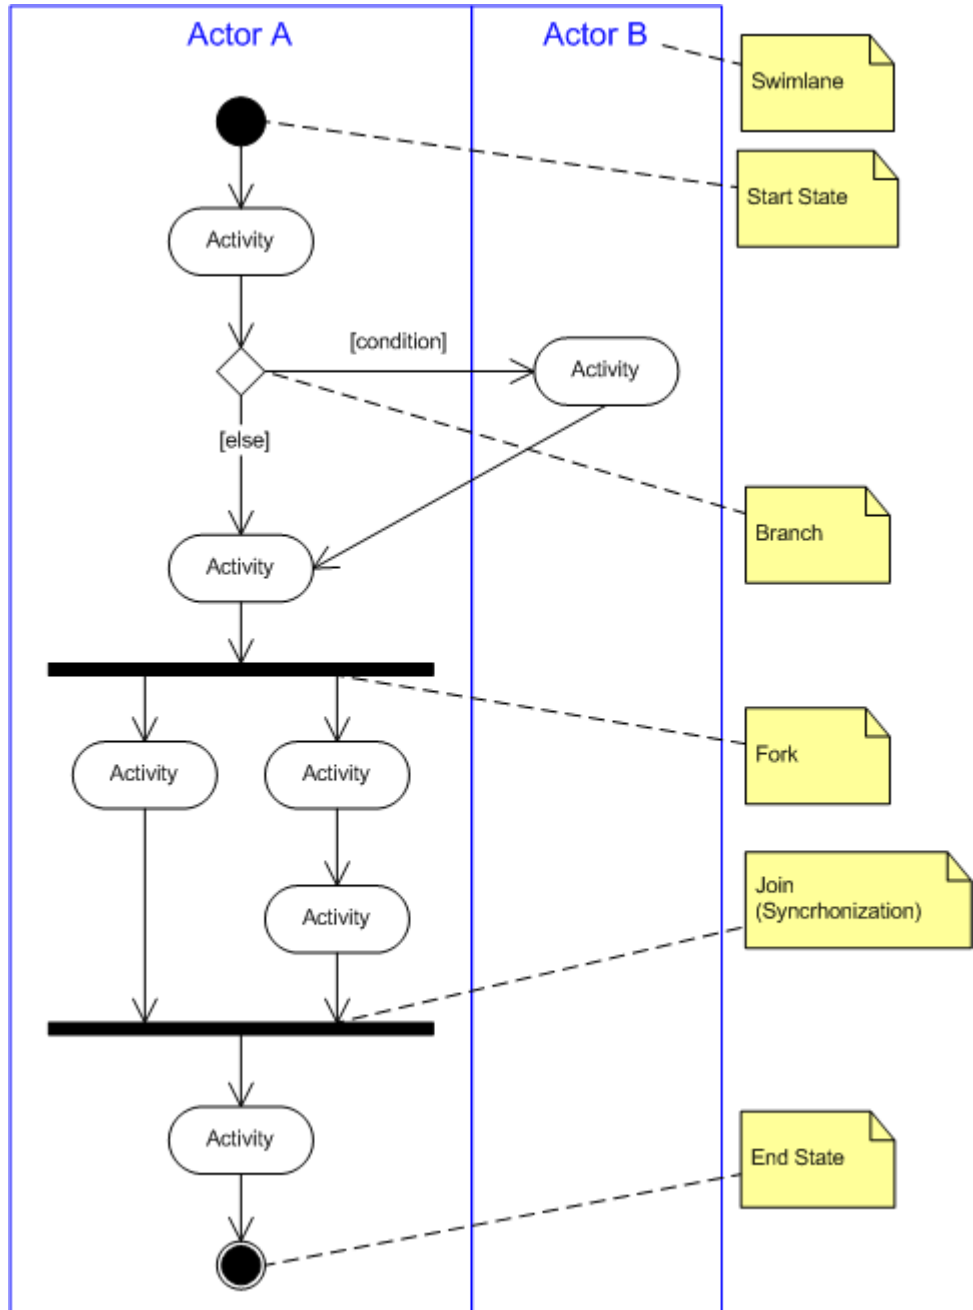 Actor A
Actor B
Swimlane
Start State
Activity
[condition]
Activity
[else]
Branch
Activity
Fork
Activity
Activity
Join
(Syncrhonization)
Activity
Activity
End State